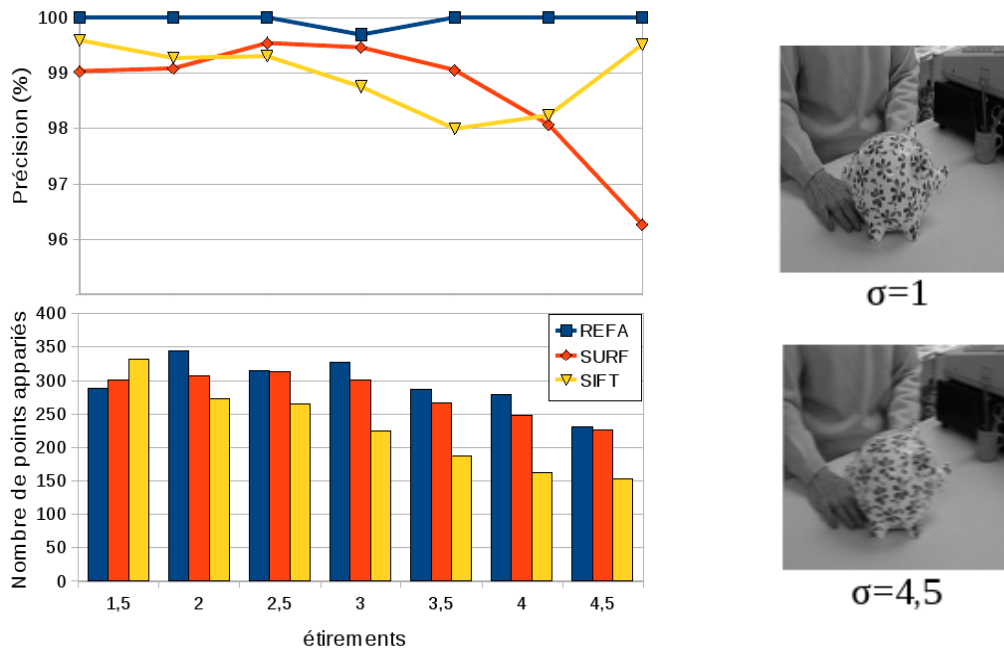 Précision (%)
100
99
98
97
96
Nombre de points appariés
400
350
300
250
200
150
100
50
0
REFA
SURF
SIFT
1,5 2 2,5 3 3,5 4 4,5
étirements
σ=1
σ=4,5